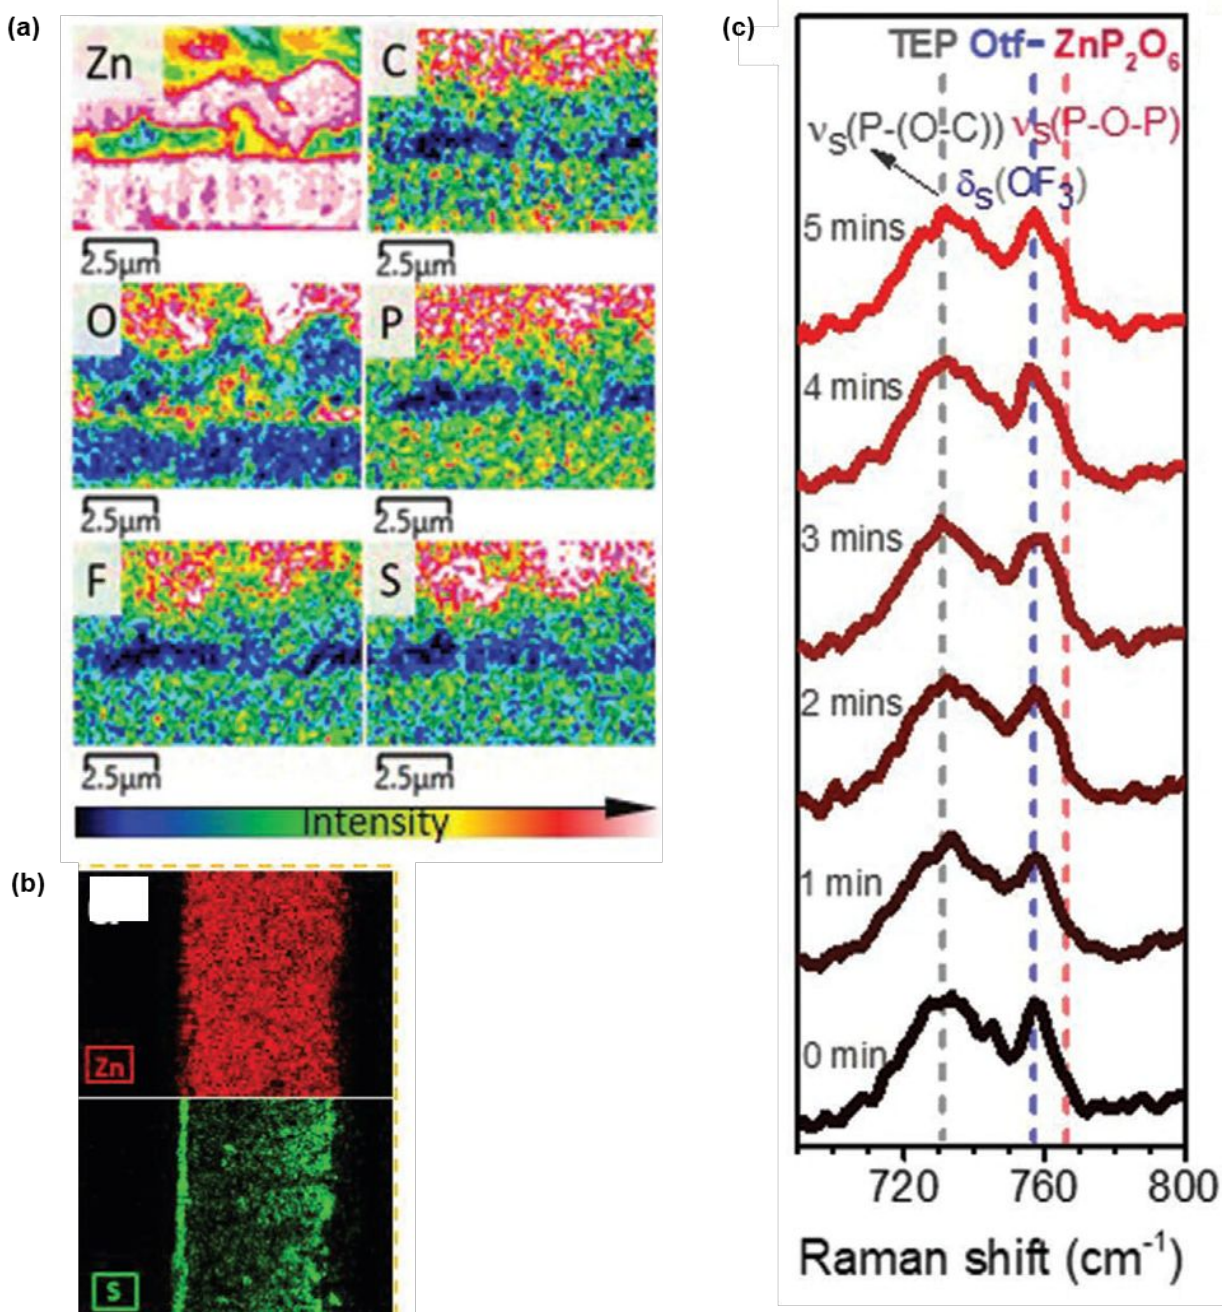 (a)
Zn
C
2.5μm
2.5μm
O
P
2.5μm
2.5μm
F
S
2.5μm
2.5μm
Intensity
(b)
Zn
S
(c)
TEP Otf- ZnP₂O₆
νS(P-(O-C)) νS(P-O-P)
δS(OF₃)
5 mins
4 mins
3 mins
2 mins
1 min
0 min
720 760 800
Raman shift (cm⁻¹)